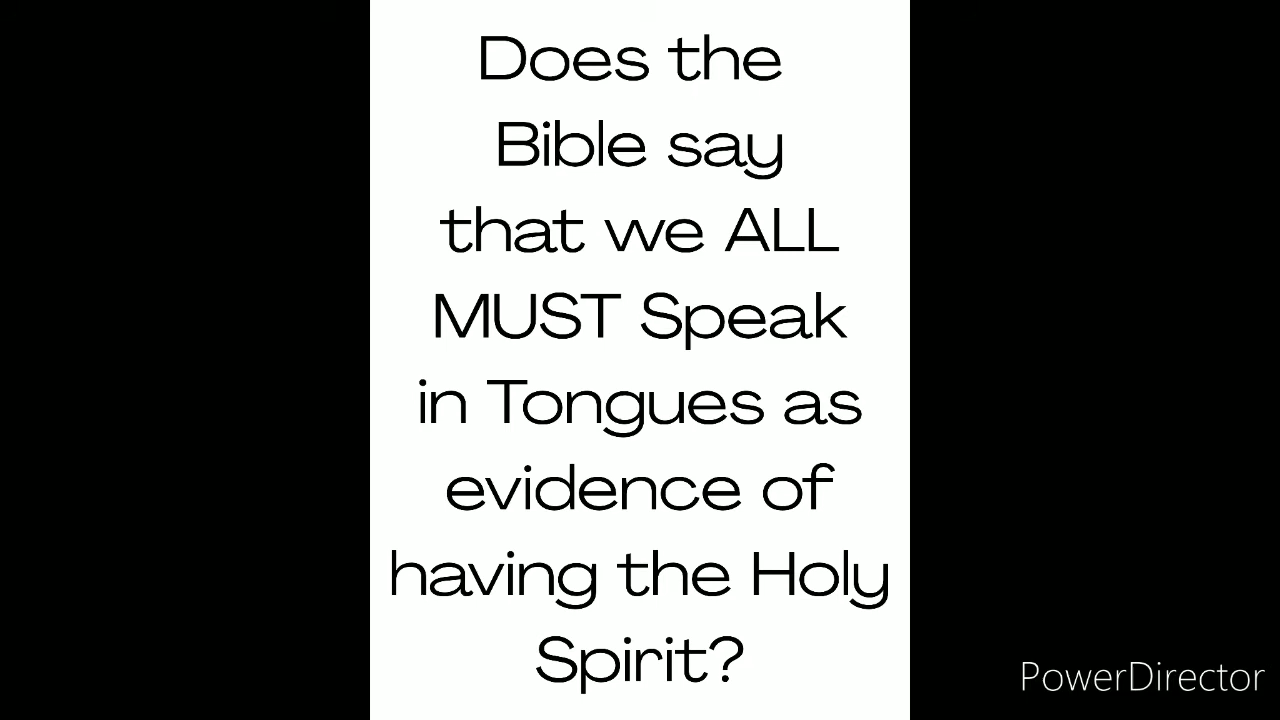 Does the
Bible say
that we ALL
MUST Speak
in Tongues as
evidence of
having the Holy
Spirit?
PowerDirector